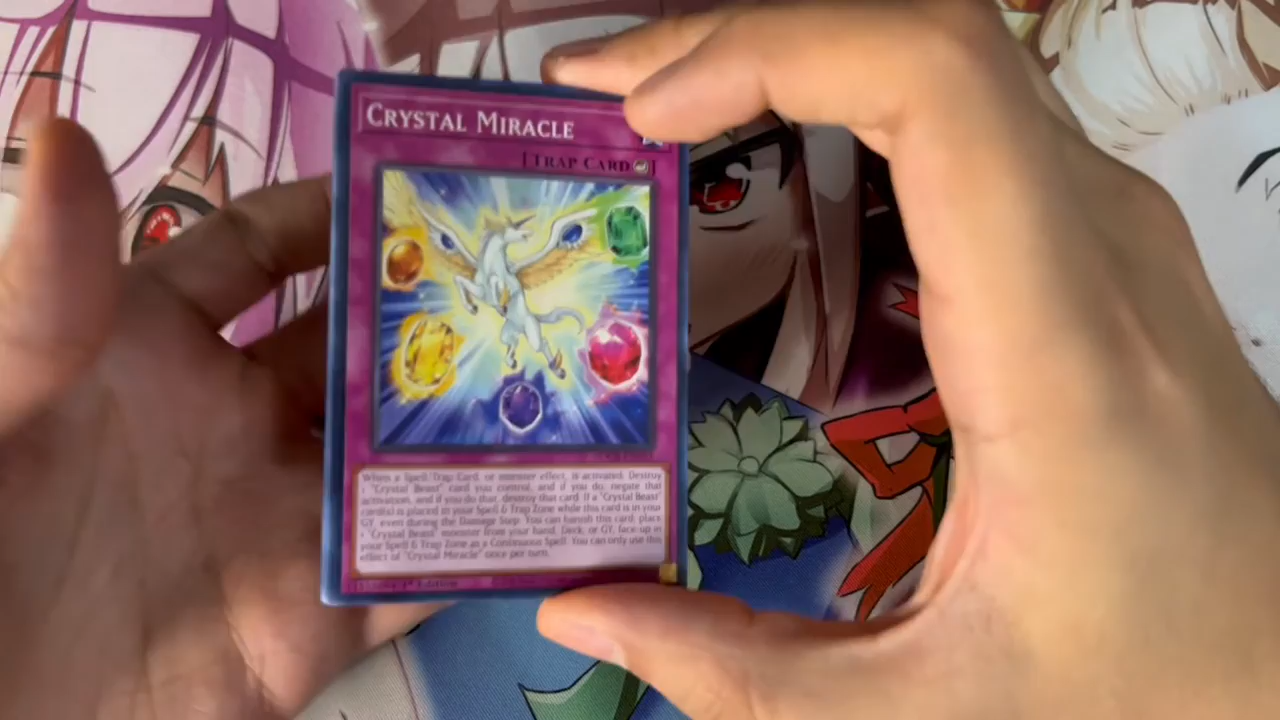 CRYSTAL MIRACLE
[TRAP CARD]
When a Spell/Trap Card, or monster effect, is activated: Destroy
1 "Crystal Beast" card you control, and if you do, negate that
activation, and if you do that, destroy that card. If a "Crystal Beast"
card(s) is placed in your Spell & Trap Zone while this card is in your
GY, even during the Damage Step: You can banish this card; place
1 "Crystal Beast" monster from your hand, Deck, or GY, face-up in
your Spell & Trap Zone as a Continuous Spell. You can only use this
effect of "Crystal Miracle" once per turn.
1st Edition